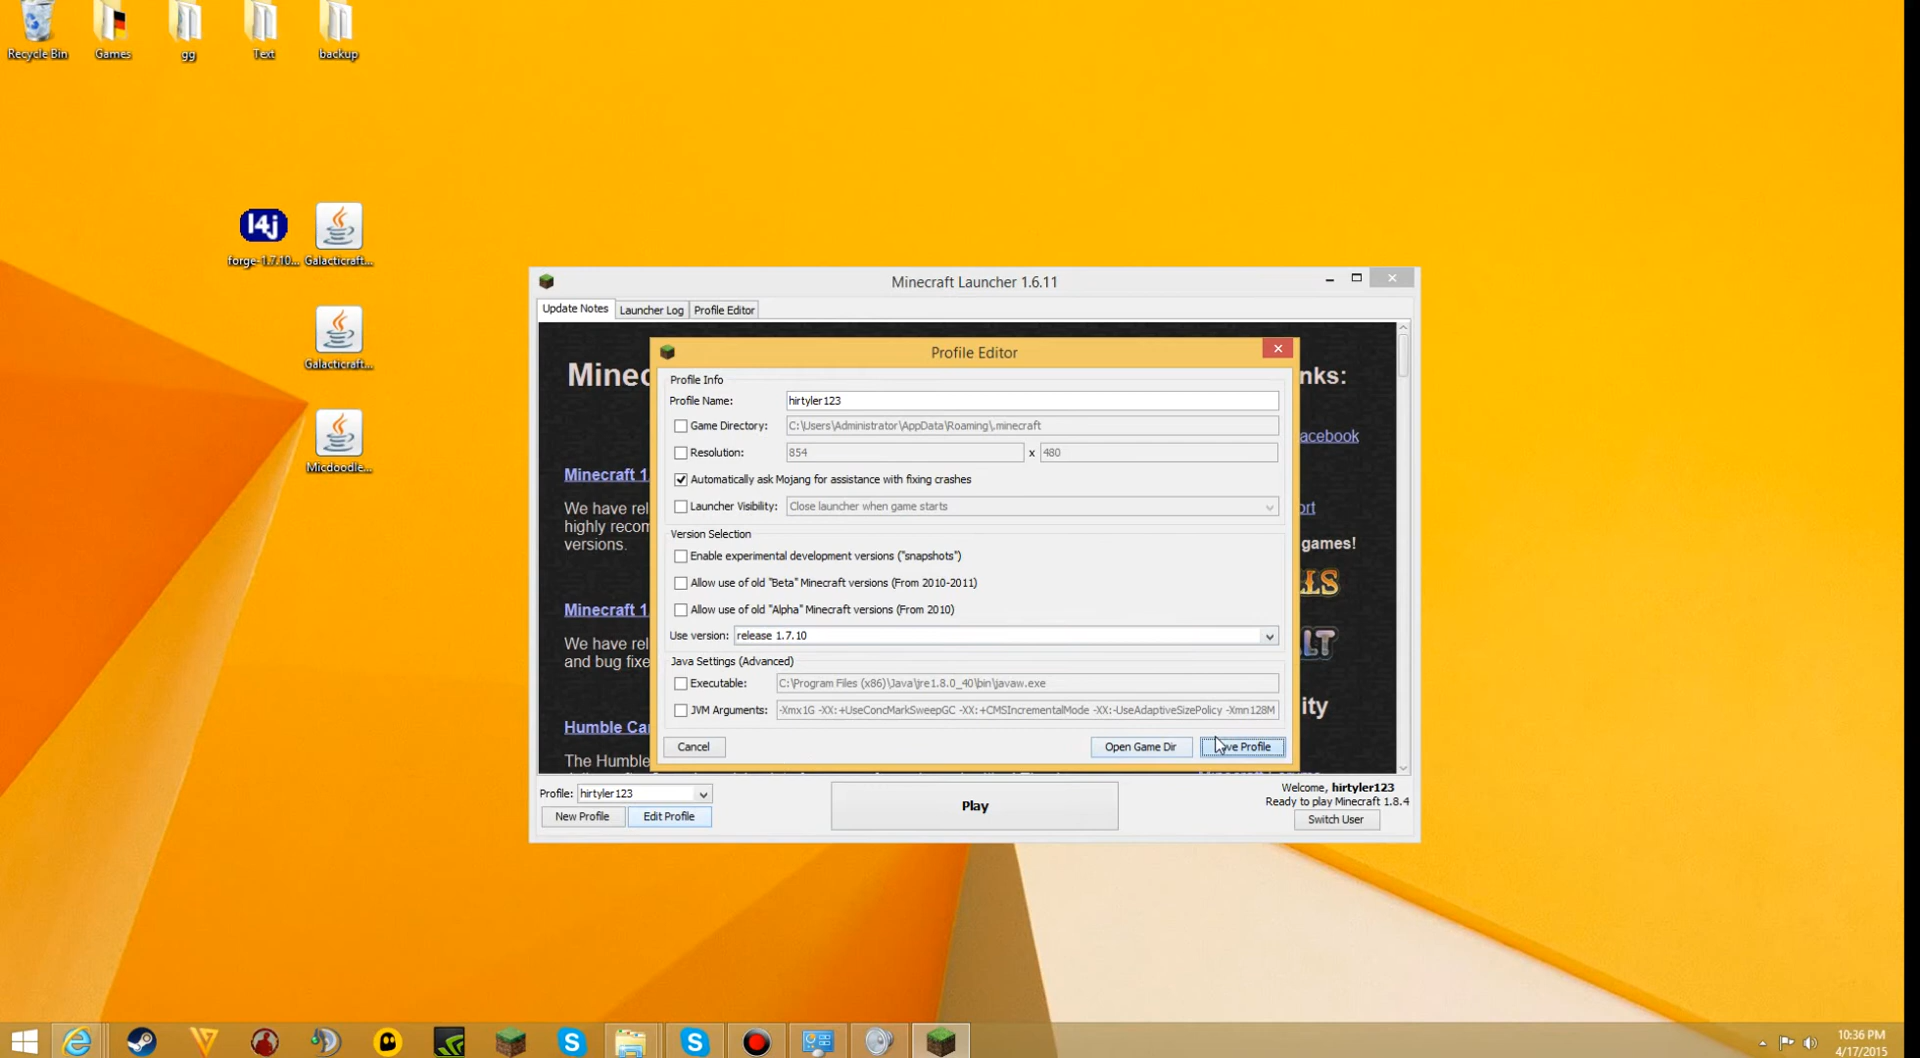 Recycle Bin
Games
gg
Text
backup
l4j
forge-1.7.10...
Galacticraft...
Galacticraft...
Micdoodle...
Minecraft Launcher 1.6.11
Update Notes
Launcher Log
Profile Editor
Minec
nks:
Profile Editor
Profile Info
Profile Name:
hirtyler123
Game Directory:
C:\Users\Administrator\AppData\Roaming\.minecraft
Resolution:
854
x
480
Automatically ask Mojang for assistance with fixing crashes
Launcher Visibility:
Close launcher when game starts
Version Selection
Enable experimental development versions ("snapshots")
Allow use of old "Beta" Minecraft versions (From 2010-2011)
Allow use of old "Alpha" Minecraft versions (From 2010)
Use version:
release 1.7.10
Java Settings (Advanced)
Executable:
C:\Program Files (x86)\Java\jre1.8.0_40\bin\javaw.exe
JVM Arguments:
-Xmx1G -XX:+UseConcMarkSweepGC -XX:+CMSIncrementalMode -XX:-UseAdaptiveSizePolicy -Xmn128M
Cancel
Open Game Dir
ve Profile
acebook
Minecraft 1.
We have rel
highly recom
versions.
ort
games!
Minecraft 1.
We have rel
and bug fixe
LT
ity
Humble Ca
The Humble
Profile:
hirtyler123
New Profile
Edit Profile
Play
Welcome, hirtyler123
Ready to play Minecraft 1.8.4
Switch User
10:36 PM
4/17/2015